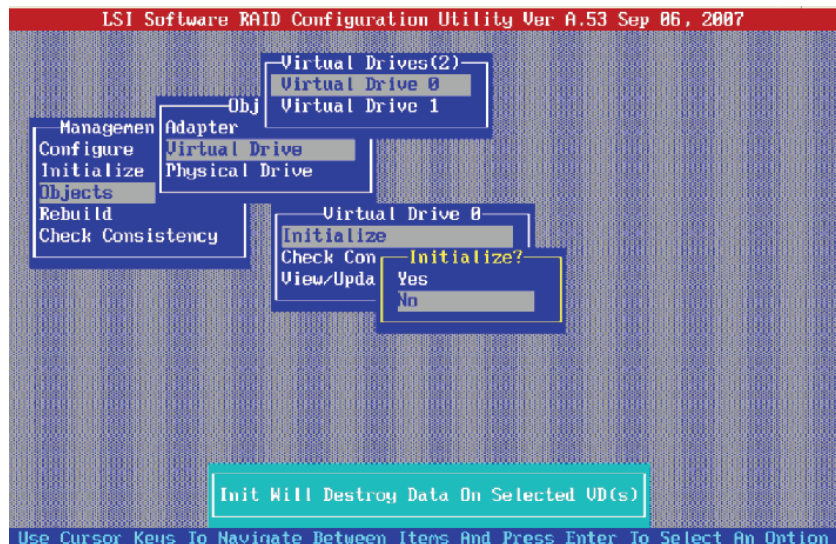 LSI Software RAID Configuration Utility Ver A.53 Sep 06, 2007
Virtual Drives(2)
Virtual Drive 0
Virtual Drive 1
Obj
Adapter
Virtual Drive
Physical Drive
Managemen
Configure
Initialize
Objects
Rebuild
Check Consistency
Virtual Drive 0
Initialize
Check Con
View/Upda
Initialize?
Yes
No
Init Will Destroy Data On Selected VD(s)
Use Cursor Keys To Navigate Between Items And Press Enter To Select An Option